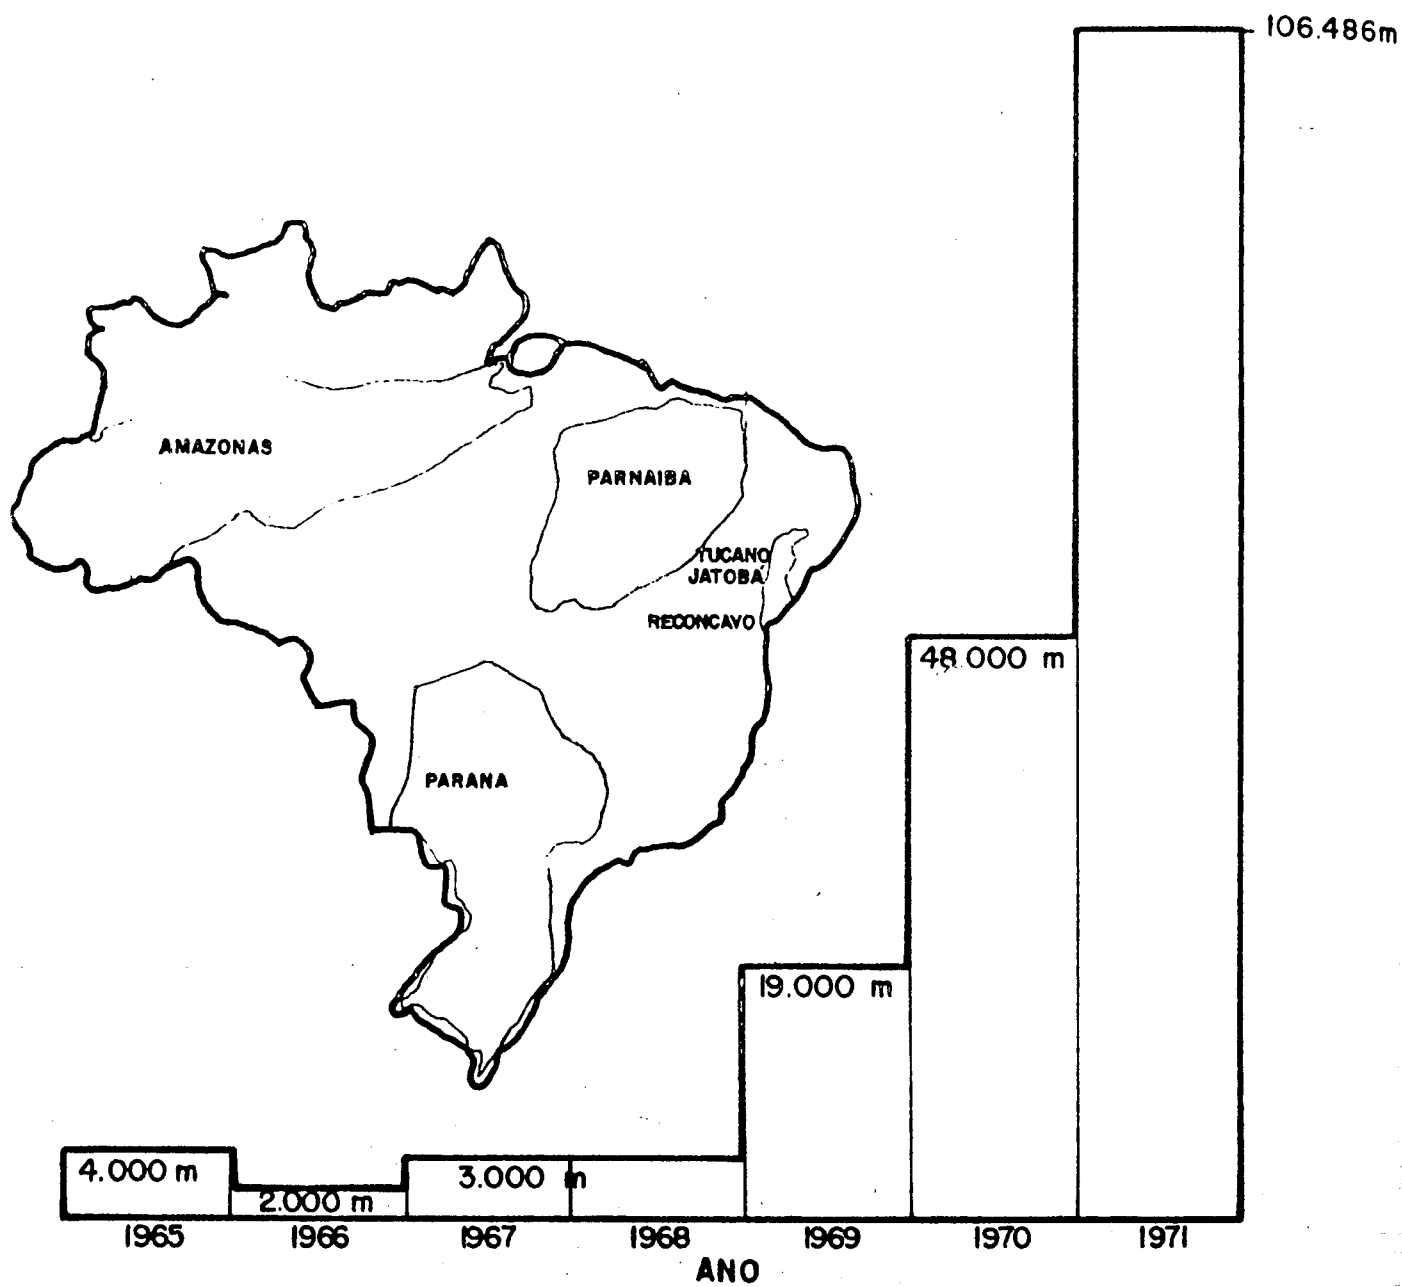 106.486m
AMAZONAS
PARNAIBA
TUCANO
JATOBÁ
RECONCAVO
48.000 m
PARANA
19.000 m
4.000 m
3.000 m
2.000 m
1965 1966 1967 1968 1969 1970 1971
ANO